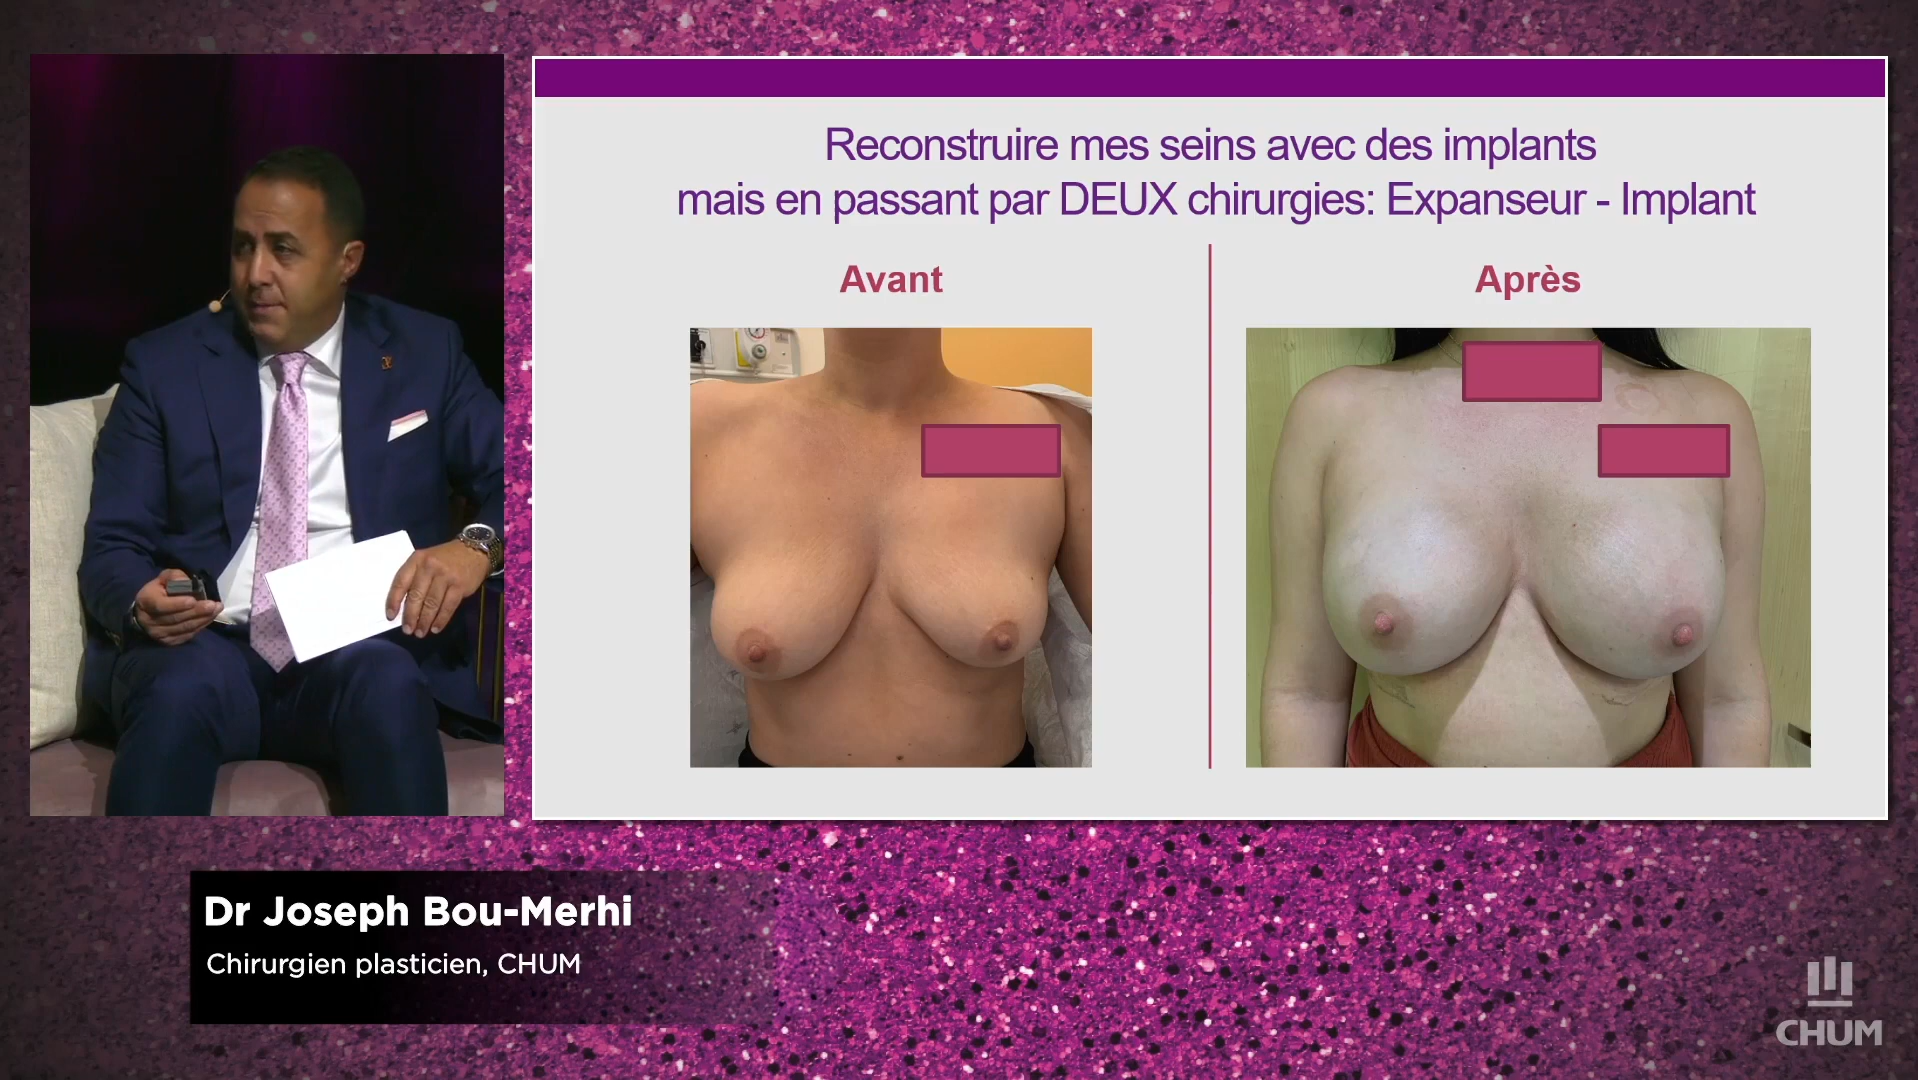 Reconstruire mes seins avec des implants
mais en passant par DEUX chirurgies: Expanseur - Implant
Avant
Après
Dr Joseph Bou-Merhi
Chirurgien plasticien, CHUM
CHUM